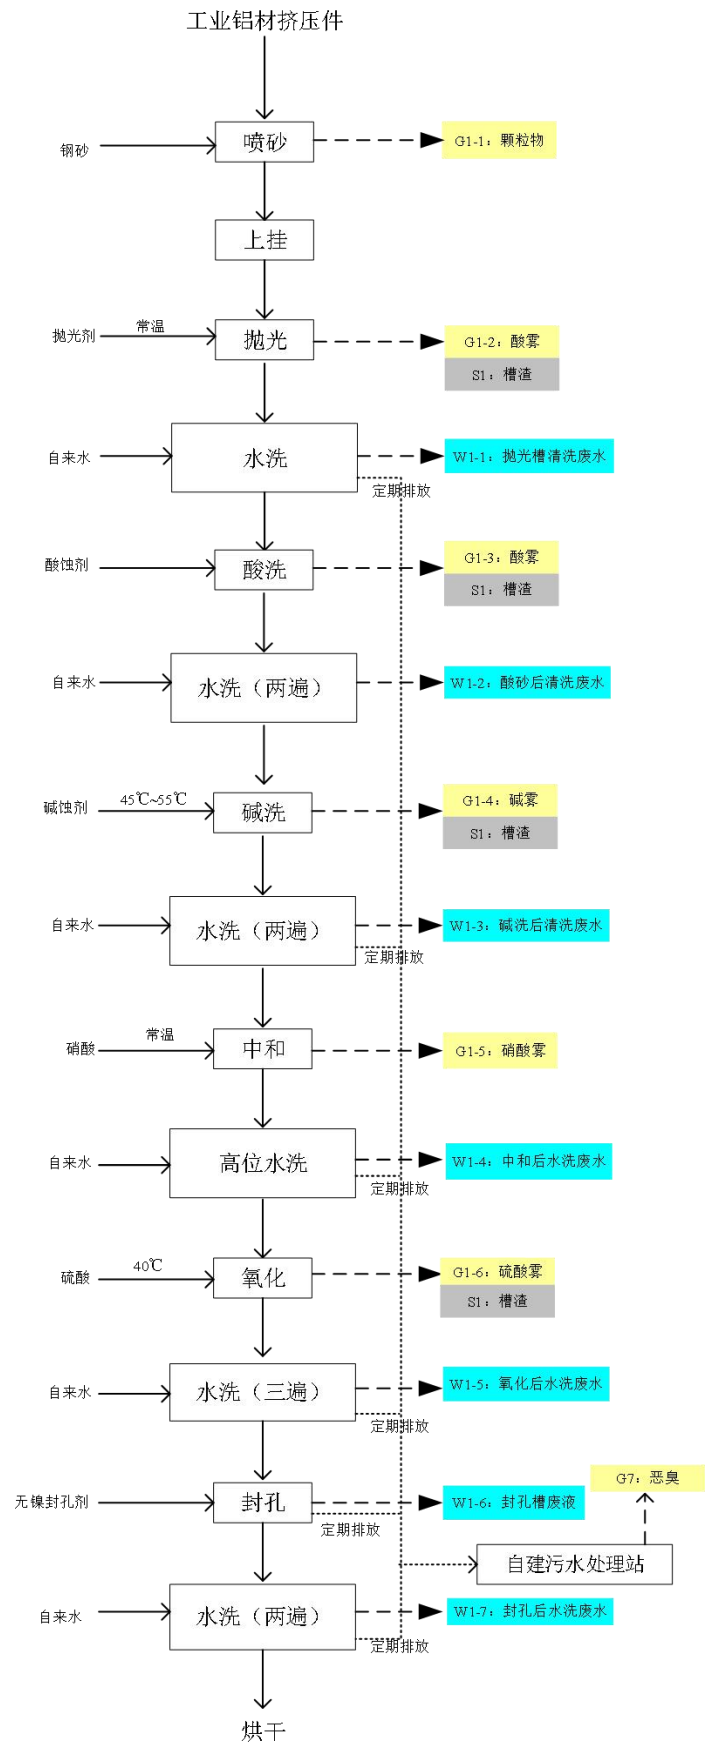 工业铝材挤压件
钢砂
喷砂
G1-1：颗粒物
上挂
抛光剂
常温
抛光
G1-2：酸雾
S1：槽渣
自来水
水洗
W1-1：抛光槽清洗废水
定期排放
酸蚀剂
酸洗
G1-3：酸雾
S1：槽渣
自来水
水洗（两遍）
W1-2：酸砂后清洗废水
碱蚀剂
45℃~55℃
碱洗
G1-4：碱雾
S1：槽渣
自来水
水洗（两遍）
W1-3：碱洗后清洗废水
定期排放
硝酸
常温
中和
G1-5：硝酸雾
自来水
高位水洗
W1-4：中和后水洗废水
定期排放
硫酸
40℃
氧化
G1-6：硫酸雾
S1：槽渣
自来水
水洗（三遍）
W1-5：氧化后水洗废水
定期排放
G7：恶臭
无镍封孔剂
封孔
W1-6：封孔槽废液
定期排放
自建污水处理站
自来水
水洗（两遍）
W1-7：封孔后水洗废水
定期排放
烘干